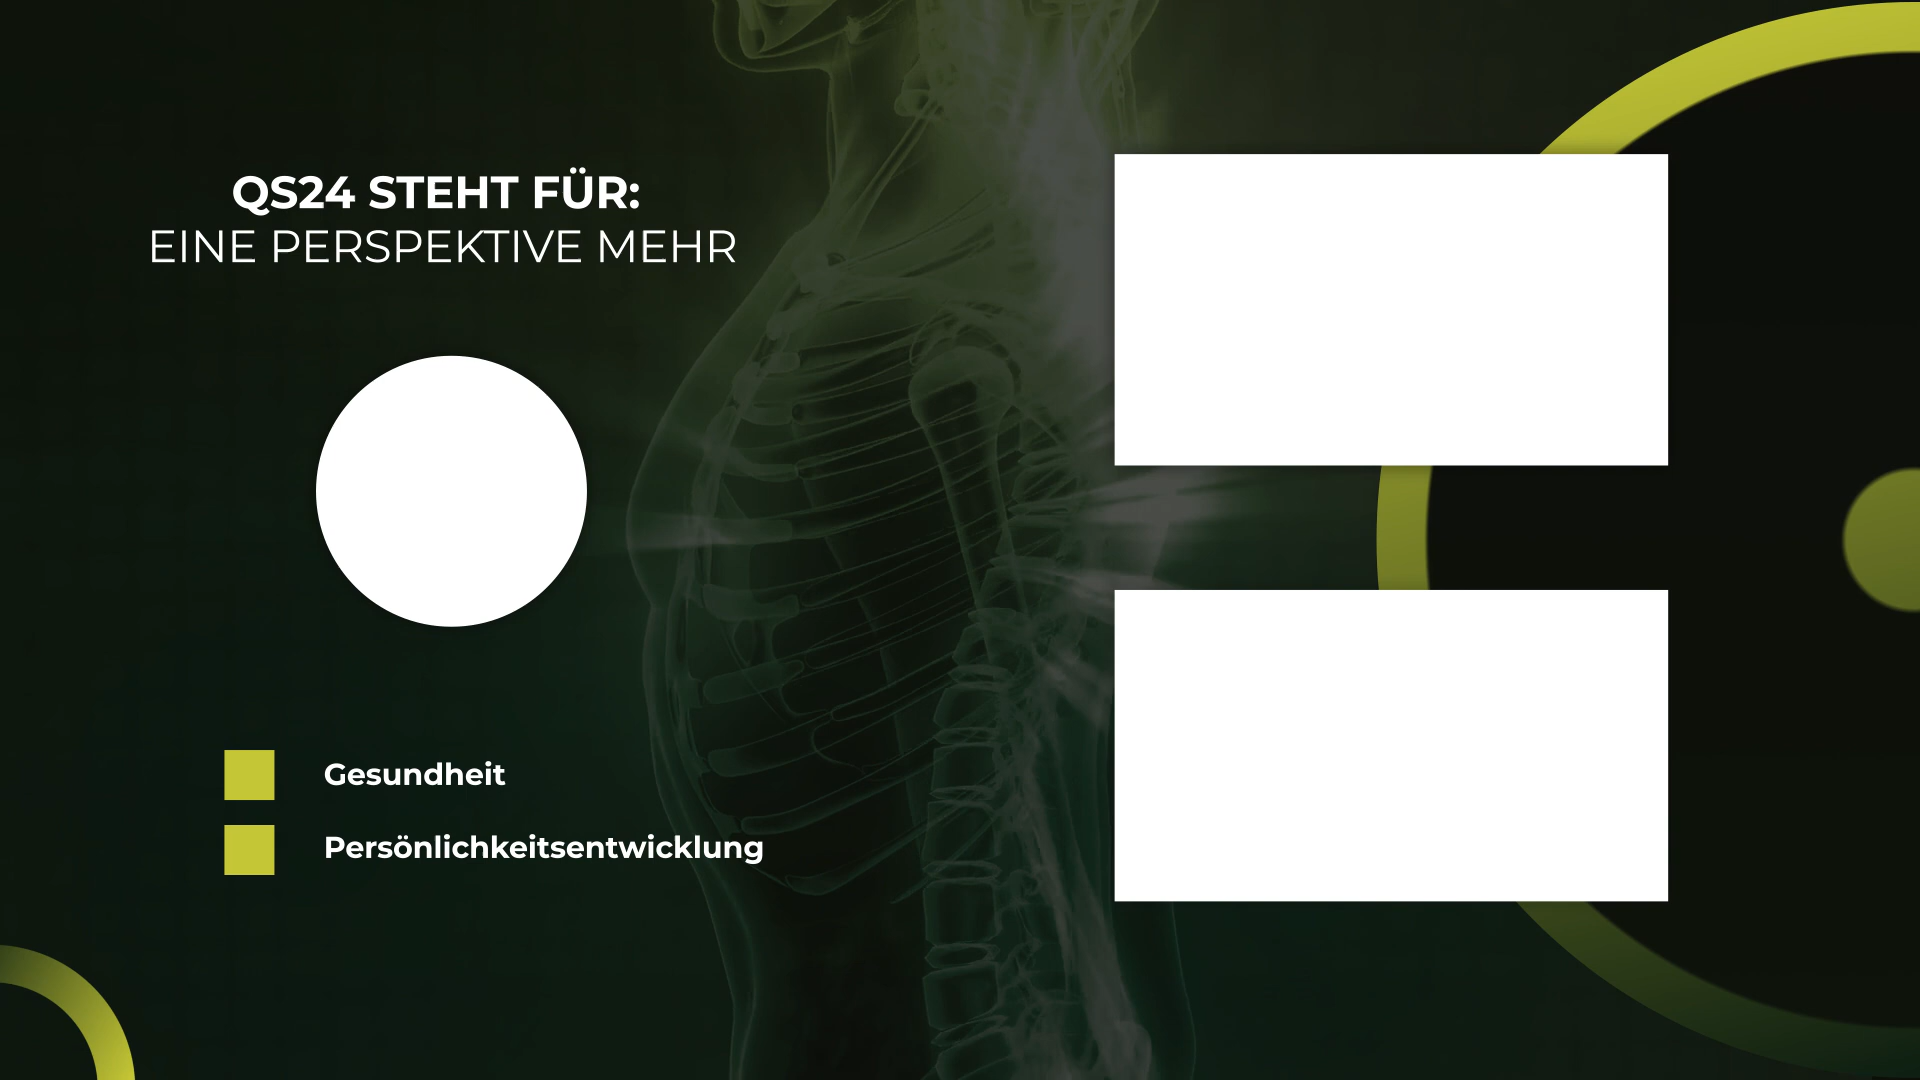 QS24 STEHT FÜR:
EINE PERSPEKTIVE MEHR
Gesundheit
Persönlichkeitsentwicklung